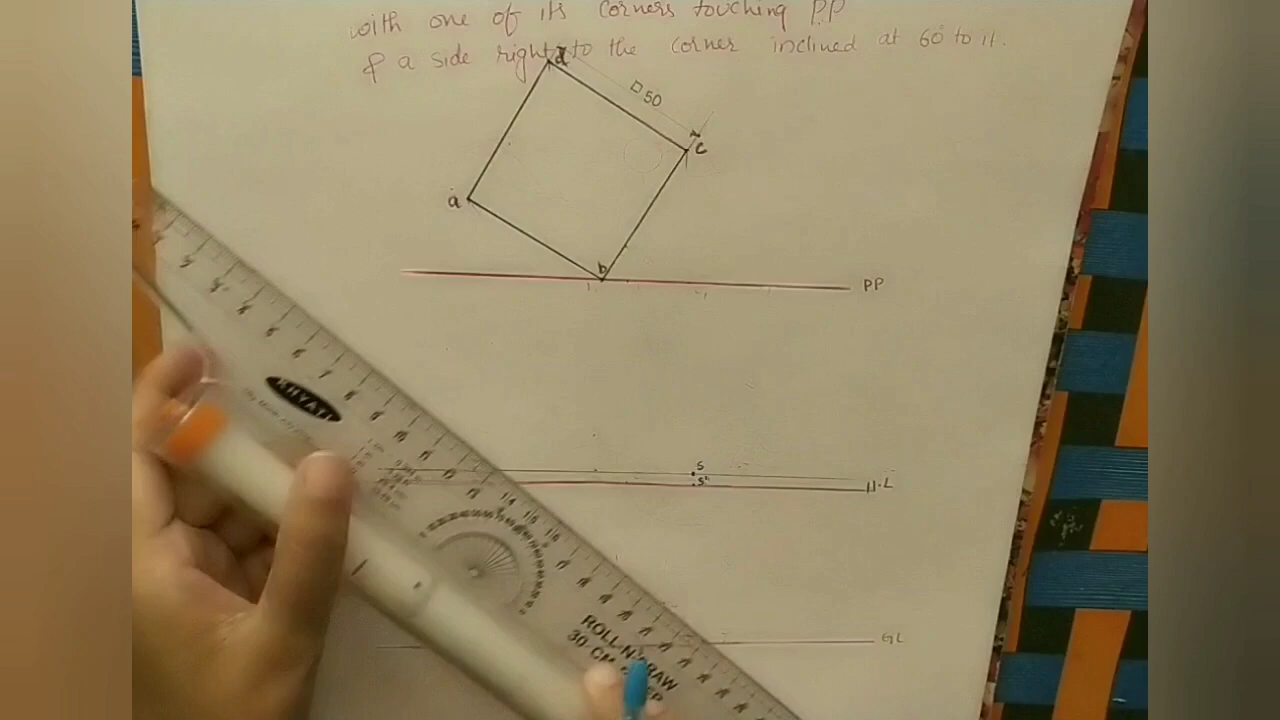 with one of its corners touching PP
& a side right to the corner inclined at 60° to it.
d
□ 50
c
a
b
PP
s
s'
H.L
GL
KHYATI
ROLL-N-DRAW
30 CM